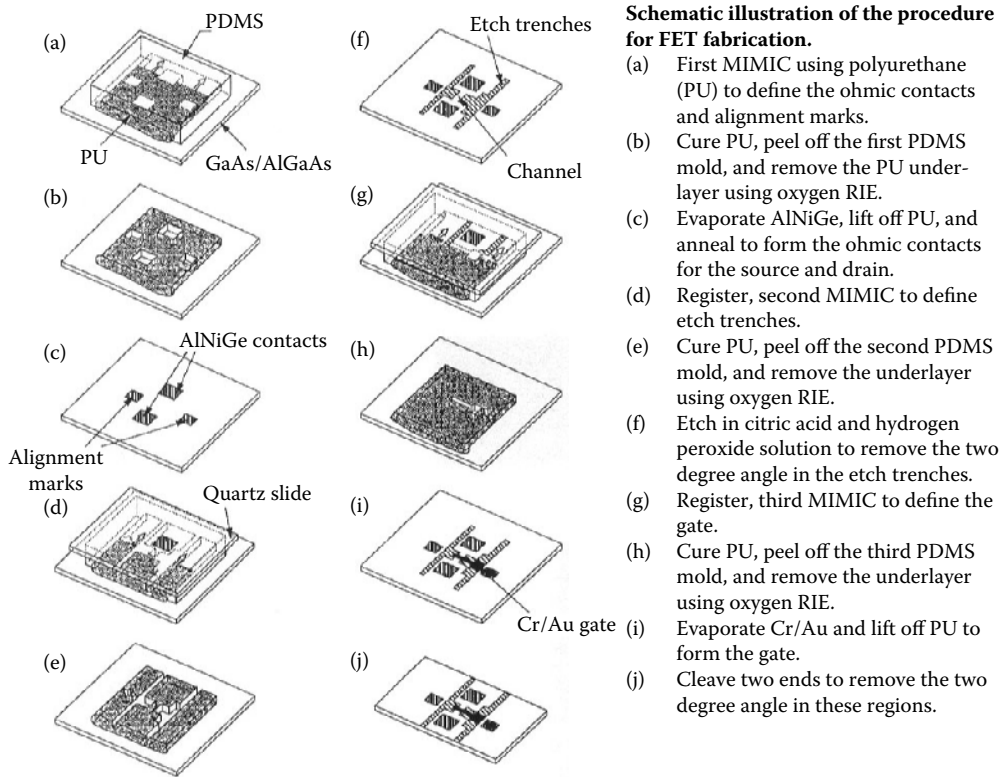 (a)
PDMS
PU
GaAs/AlGaAs
(b)
(c)
AlNiGe contacts
Alignment
marks
(d)
Quartz slide
(e)
(f)
Etch trenches
Channel
(g)
(h)
(i)
Cr/Au gate
(j)
Schematic illustration of the procedure
for FET fabrication.
(a) First MIMIC using polyurethane
(PU) to define the ohmic contacts
and alignment marks.
(b) Cure PU, peel off the first PDMS
mold, and remove the PU under-
layer using oxygen RIE.
(c) Evaporate AlNiGe, lift off PU, and
anneal to form the ohmic contacts
for the source and drain.
(d) Register, second MIMIC to define
etch trenches.
(e) Cure PU, peel off the second PDMS
mold, and remove the underlayer
using oxygen RIE.
(f) Etch in citric acid and hydrogen
peroxide solution to remove the two
degree angle in the etch trenches.
(g) Register, third MIMIC to define the
gate.
(h) Cure PU, peel off the third PDMS
mold, and remove the underlayer
using oxygen RIE.
(i) Evaporate Cr/Au and lift off PU to
form the gate.
(j) Cleave two ends to remove the two
degree angle in these regions.